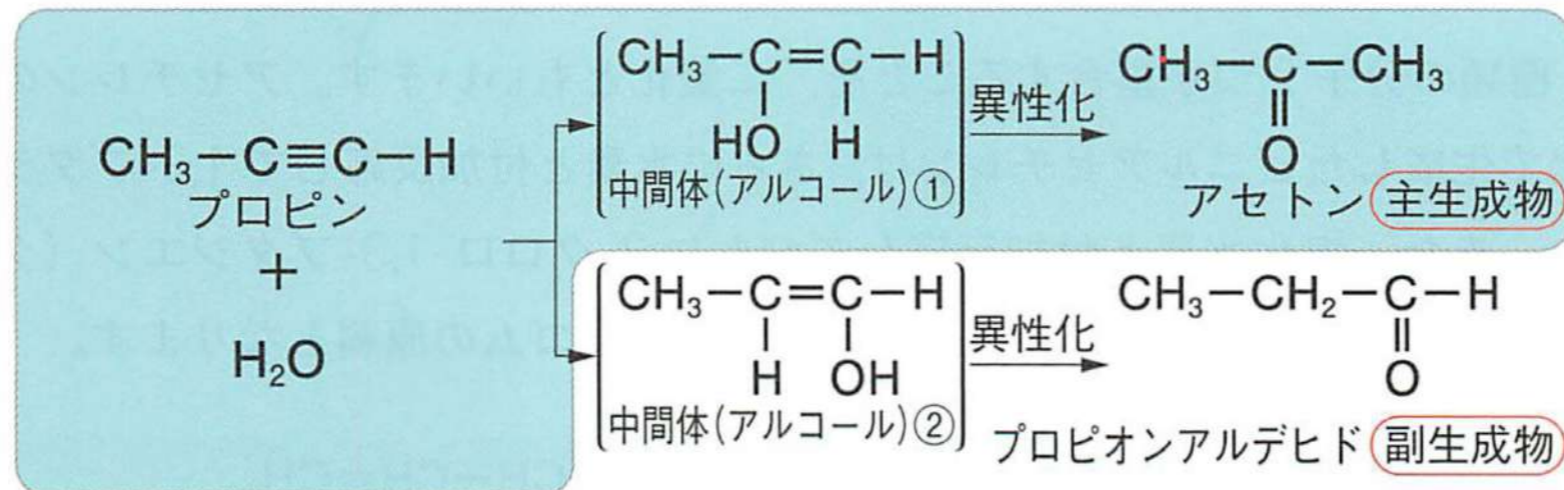 CH₃－C≡C－H
プロピン
+
H₂O
CH₃－C＝C－H
HO H
中間体(アルコール)①
異性化
CH₃－C－CH₃
O
アセトン 主生成物
CH₃－C＝C－H
H OH
中間体(アルコール)②
異性化
CH₃－CH₂－C－H
O
プロピオンアルデヒド 副生成物